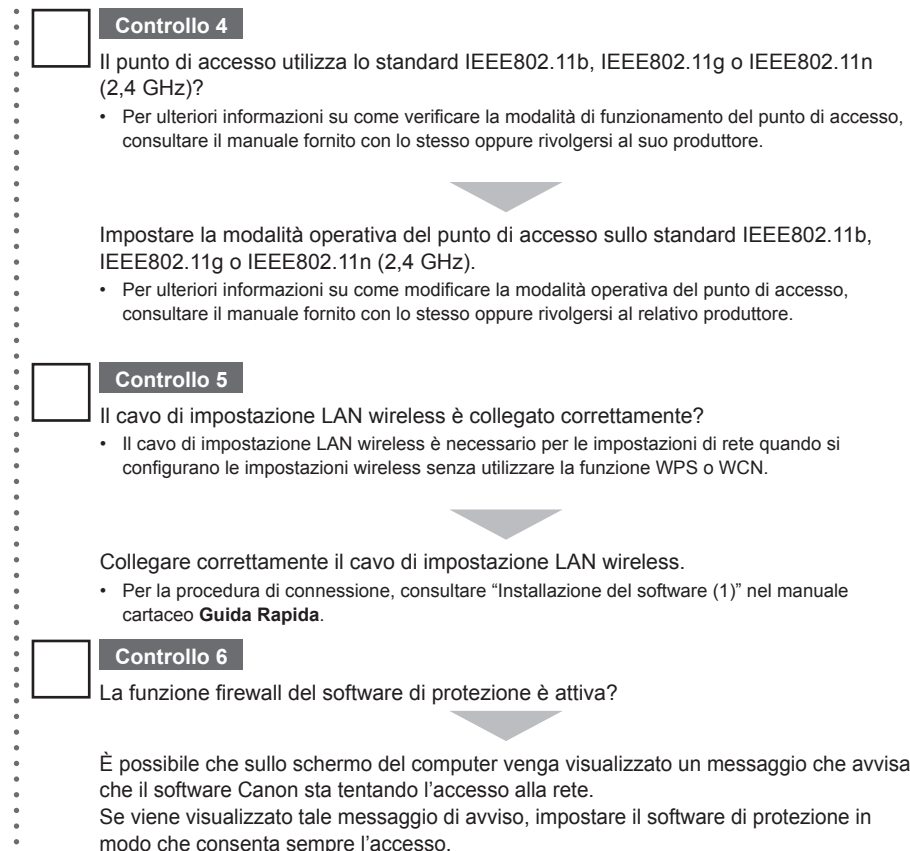 Controllo 4
Il punto di accesso utilizza lo standard IEEE802.11b, IEEE802.11g o IEEE802.11n
(2,4 GHz)?
• Per ulteriori informazioni su come verificare la modalità di funzionamento del punto di accesso,
consultare il manuale fornito con lo stesso oppure rivolgersi al suo produttore.
Impostare la modalità operativa del punto di accesso sullo standard IEEE802.11b,
IEEE802.11g o IEEE802.11n (2,4 GHz).
• Per ulteriori informazioni su come modificare la modalità operativa del punto di accesso,
consultare il manuale fornito con lo stesso oppure rivolgersi al relativo produttore.
Controllo 5
Il cavo di impostazione LAN wireless è collegato correttamente?
• Il cavo di impostazione LAN wireless è necessario per le impostazioni di rete quando si
configurano le impostazioni wireless senza utilizzare la funzione WPS o WCN.
Collegare correttamente il cavo di impostazione LAN wireless.
• Per la procedura di connessione, consultare “Installazione del software (1)” nel manuale
cartaceo Guida Rapida.
Controllo 6
La funzione firewall del software di protezione è attiva?
È possibile che sullo schermo del computer venga visualizzato un messaggio che avvisa
che il software Canon sta tentando l’accesso alla rete.
Se viene visualizzato tale messaggio di avviso, impostare il software di protezione in
modo che consenta sempre l’accesso.